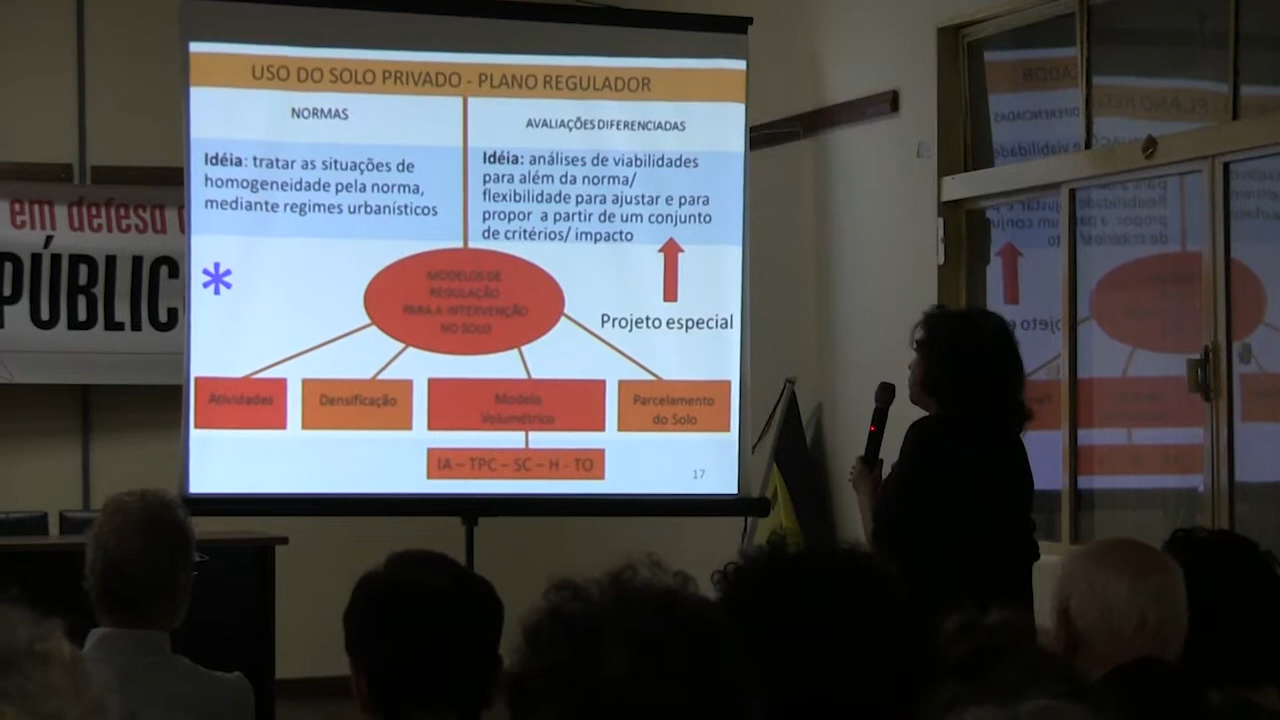 USO DO SOLO PRIVADO - PLANO REGULADOR
NORMAS
AVALIAÇÕES DIFERENCIADAS
Idéia: tratar as situações de
homogeneidade pela norma,
mediante regimes urbanísticos
Idéia: análises de viabilidades
para além da norma/
flexibilidade para ajustar e para
propor a partir de um conjunto
de critérios/ impacto
*
MODELOS DE
REGULAÇÃO
PARA A INTERVENÇÃO
NO SOLO
Projeto especial
Atividades
Densificação
Modelo
Volumétrico
Parcelamento
do Solo
IA – TPC – SC – H - TO
17
em defesa
PÚBLIC